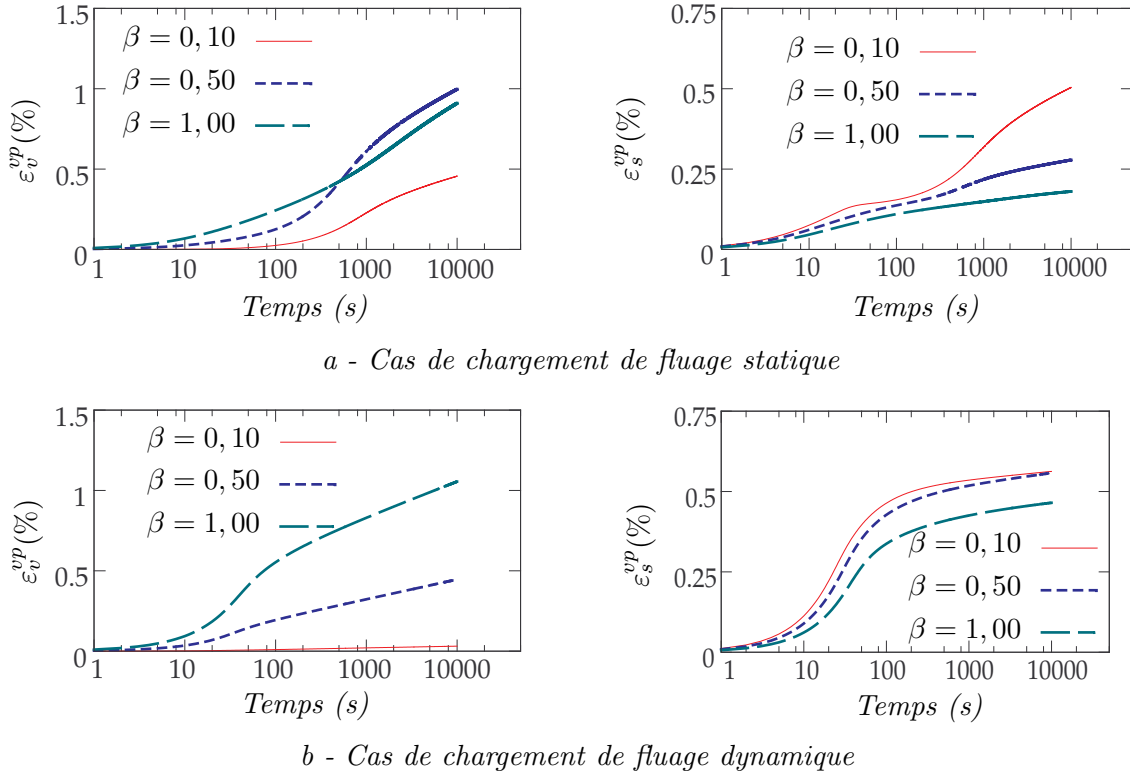 1.5
1
0.5
0
β = 0, 10
β = 0, 50
β = 1, 00
ε_v^{vp}(%)
1 10 100 1000 10000
Temps (s)
0.75
0.5
0.25
0
β = 0, 10
β = 0, 50
β = 1, 00
ε_s^{vp}(%)
1 10 100 1000 10000
Temps (s)
a - Cas de chargement de fluage statique
1.5
1
0.5
0
β = 0, 10
β = 0, 50
β = 1, 00
ε_v^{vp}(%)
1 10 100 1000 10000
Temps (s)
0.75
0.5
0.25
0
β = 0, 10
β = 0, 50
β = 1, 00
ε_s^{vp}(%)
1 10 100 1000 10000
Temps (s)
b - Cas de chargement de fluage dynamique